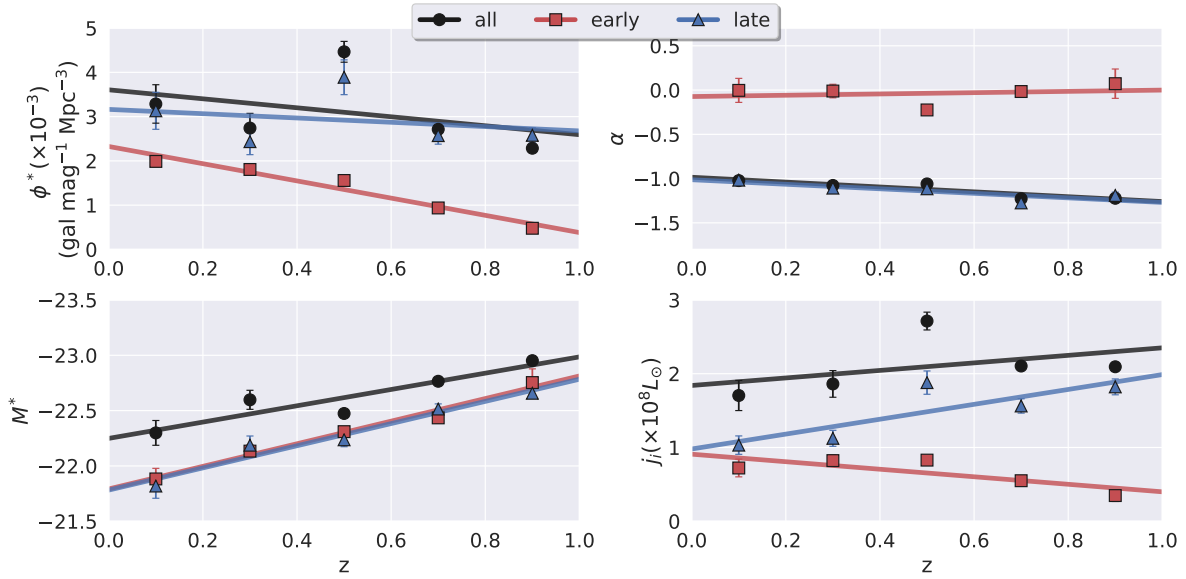 all early late
5
4
3
2
1
0
ϕ* (×10⁻³)
(gal mag⁻¹ Mpc⁻³)
0.0 0.2 0.4 0.6 0.8 1.0
0.5
0.0
−0.5
−1.0
−1.5
α
0.0 0.2 0.4 0.6 0.8 1.0
−23.5
−23.0
−22.5
−22.0
−21.5
M*
0.0 0.2 0.4 0.6 0.8 1.0
z
3
2
1
0
jᵢ(×10⁸L⊙)
0.0 0.2 0.4 0.6 0.8 1.0
z